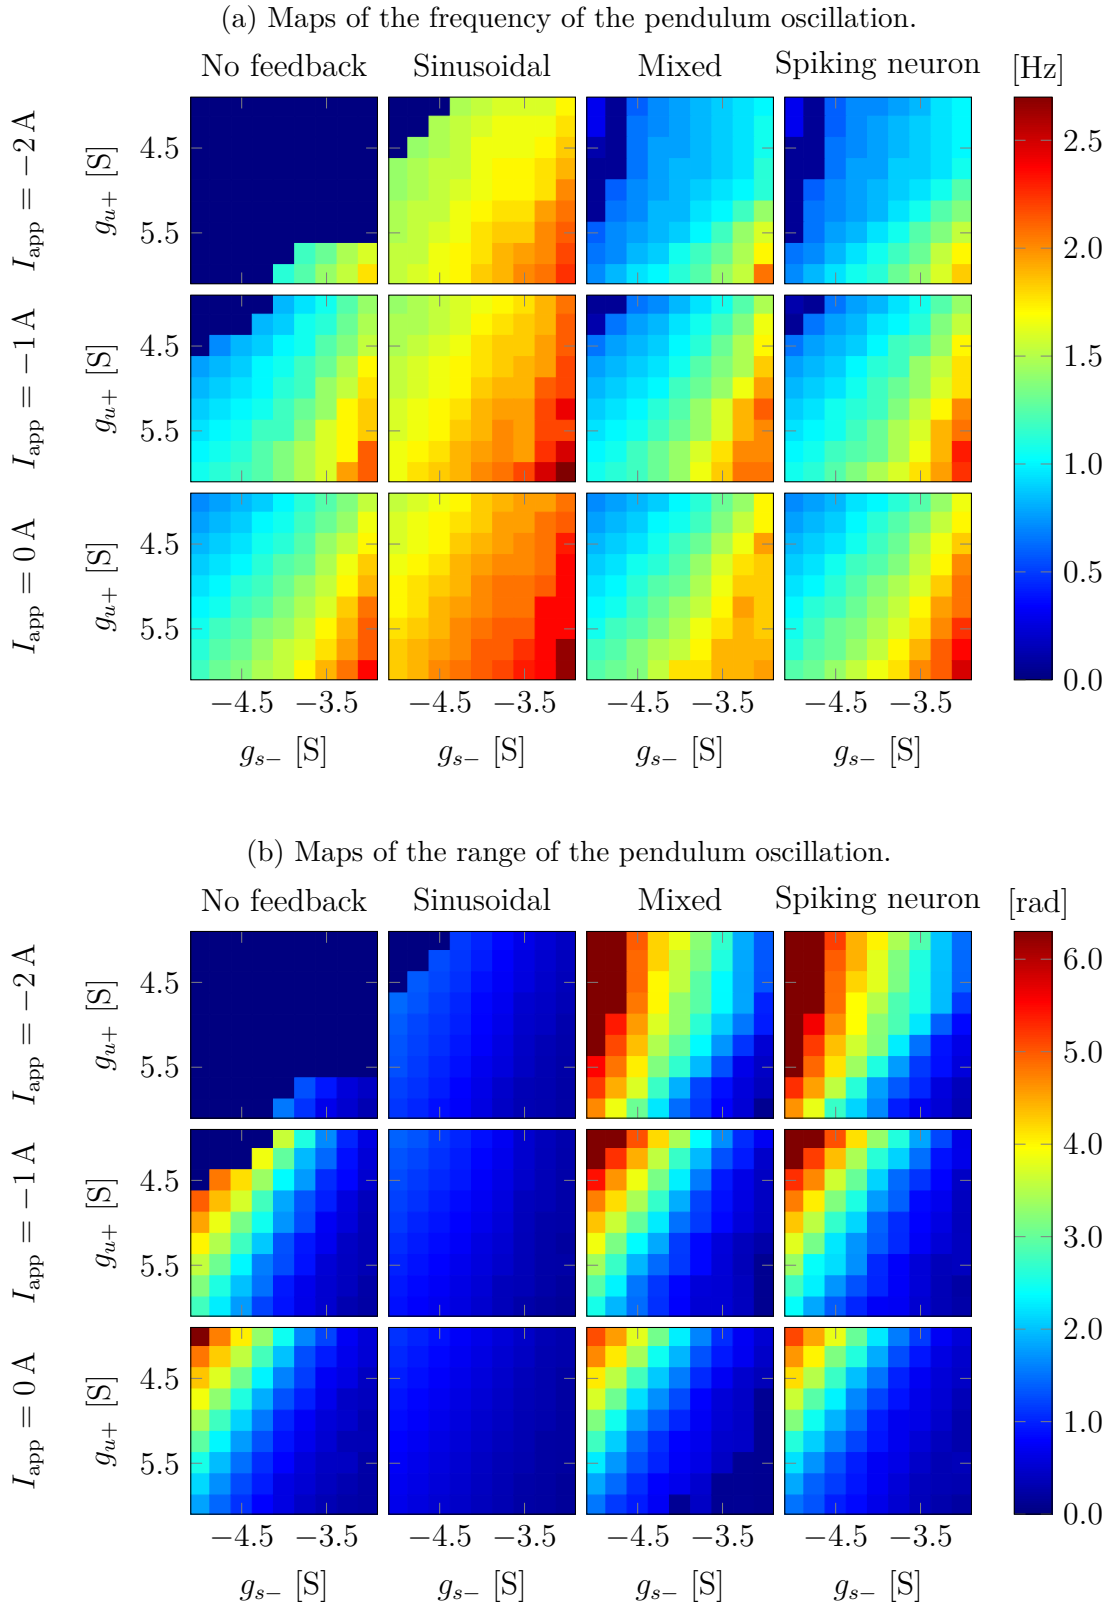 (a) Maps of the frequency of the pendulum oscillation.
No feedback Sinusoidal Mixed Spiking neuron [Hz]
I_app = −2 A
g_u+ [S]
4.5
5.5
I_app = −1 A
g_u+ [S]
4.5
5.5
I_app = 0 A
g_u+ [S]
4.5
5.5
2.5
2.0
1.5
1.0
0.5
0.0
−4.5 −3.5 −4.5 −3.5 −4.5 −3.5 −4.5 −3.5
g_s− [S] g_s− [S] g_s− [S] g_s− [S]
(b) Maps of the range of the pendulum oscillation.
No feedback Sinusoidal Mixed Spiking neuron [rad]
I_app = −2 A
g_u+ [S]
4.5
5.5
I_app = −1 A
g_u+ [S]
4.5
5.5
I_app = 0 A
g_u+ [S]
4.5
5.5
6.0
5.0
4.0
3.0
2.0
1.0
0.0
−4.5 −3.5 −4.5 −3.5 −4.5 −3.5 −4.5 −3.5
g_s− [S] g_s− [S] g_s− [S] g_s− [S]